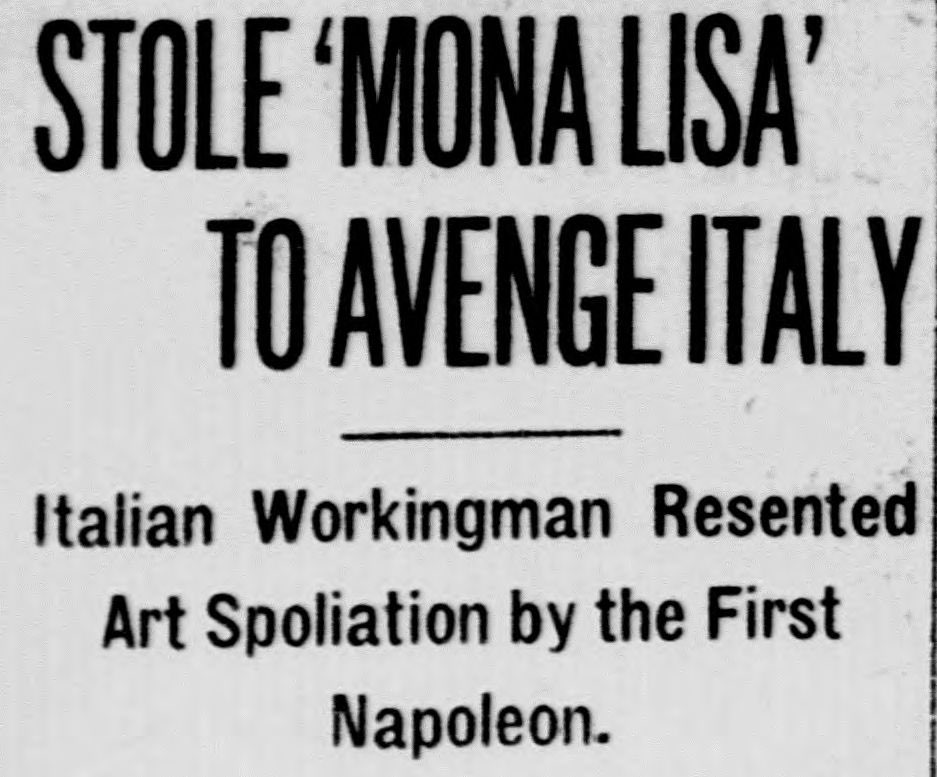 STOLE ‘MONA LISA’
TO AVENGE ITALY
Italian Workingman Resented
Art Spoliation by the First
Napoleon.